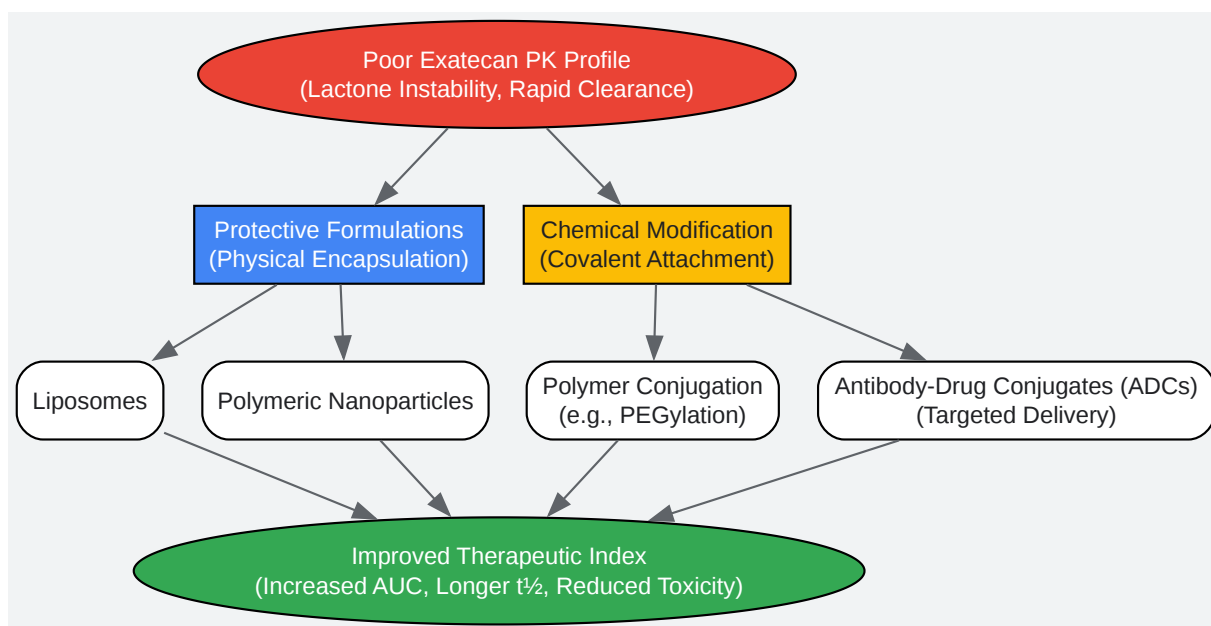 Poor Exatecan PK Profile
(Lactone Instability, Rapid Clearance)
Protective Formulations
(Physical Encapsulation)
Chemical Modification
(Covalent Attachment)
Liposomes
Polymeric Nanoparticles
Polymer Conjugation
(e.g., PEGylation)
Antibody-Drug Conjugates (ADCs)
(Targeted Delivery)
Improved Therapeutic Index
(Increased AUC, Longer t½, Reduced Toxicity)